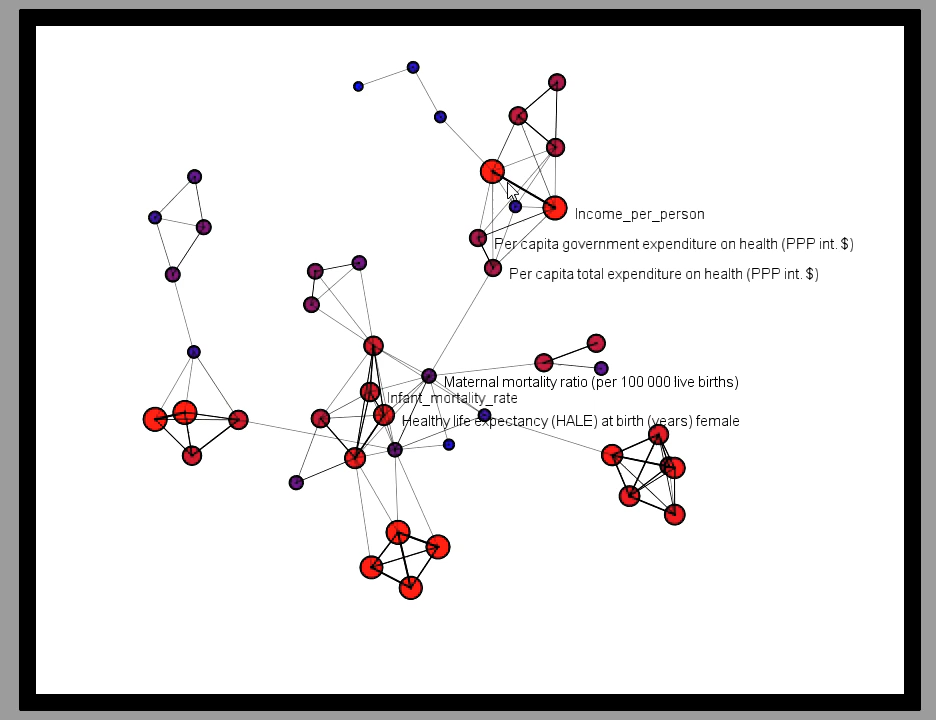 Income_per_person
Per capita government expenditure on health (PPP int. $)
Per capita total expenditure on health (PPP int. $)
Maternal mortality ratio (per 100 000 live births)
Infant_mortality_rate
Healthy life expectancy (HALE) at birth (years) female